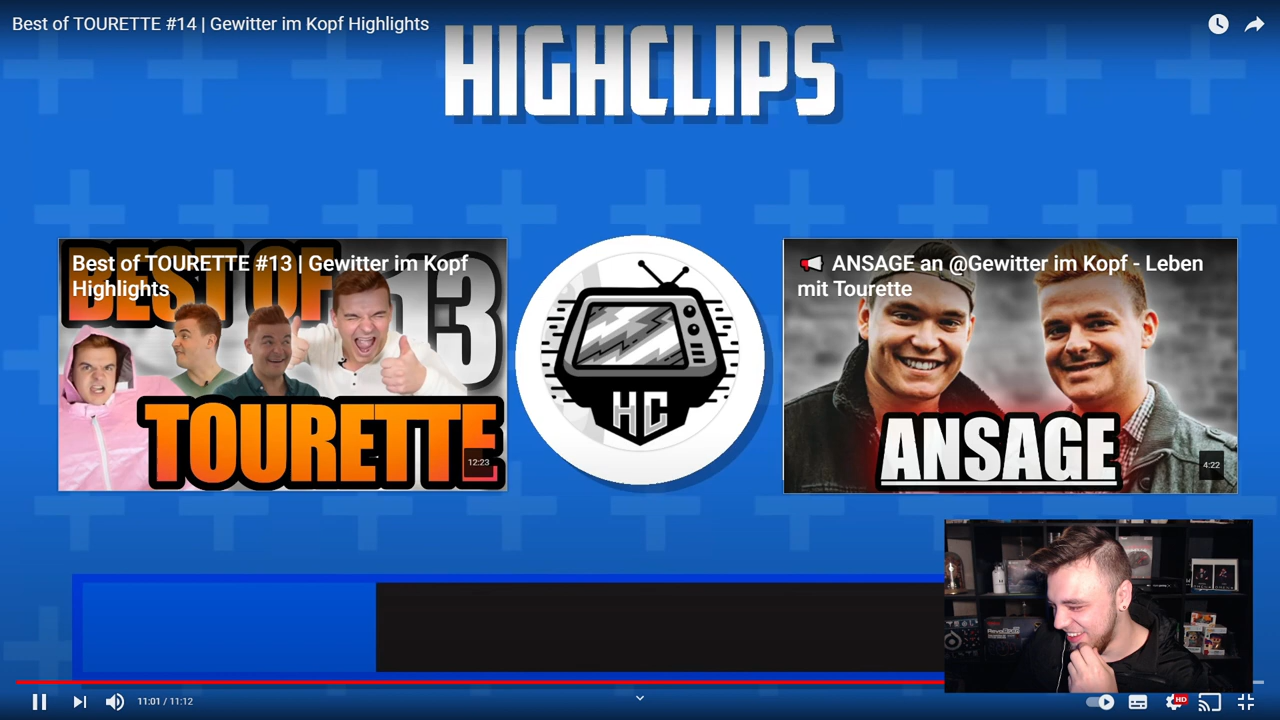 Best of TOURETTE #14 | Gewitter im Kopf Highlights
HIGHCLIPS
BEST OF 13
Best of TOURETTE #13 | Gewitter im Kopf
Highlights
TOURETTE
12:23
HC
📢 ANSAGE an @Gewitter im Kopf - Leben
mit Tourette
ANSAGE
4:22
11:01 / 11:12
HD